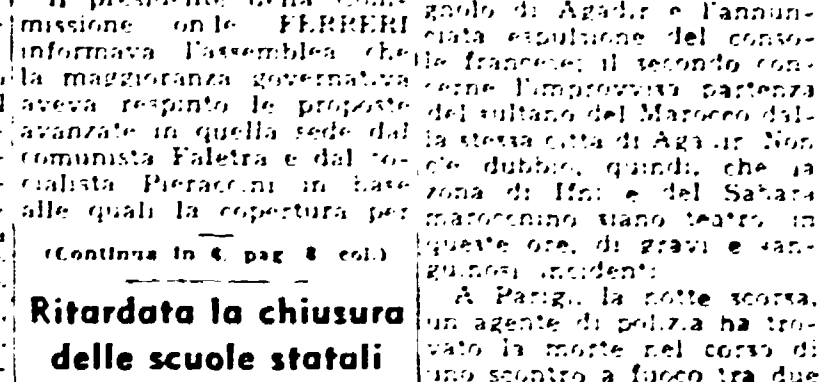 missione on le FERRERI
informava l'assemblea che
la maggioranza governativa
aveva respinto le proposte
avanzate in quella sede dal
comunista Faletra e dal so-
cialista Pieraccini in base
alle quali la copertura per
(Continua in 4 pag 8 col.)
Ritardata la chiusura
delle scuole statali
gnolo di Agadir e l'annun-
ciata espulsione del conso-
le francese; il secondo con-
cerne l'improvvisa partenza
del sultano del Marocco dal-
la stessa citta di Agadir Non
c'e dubbio, quindi, che la
zona di Ifni e del Sahara
marocchino siano teatro in
queste ore, di gravi e san-
guinosi incidenti
A Parigi, la notte scorsa,
un agente di polizia ha tro-
vato la morte nel corso di
uno scontro a fuoco tra due